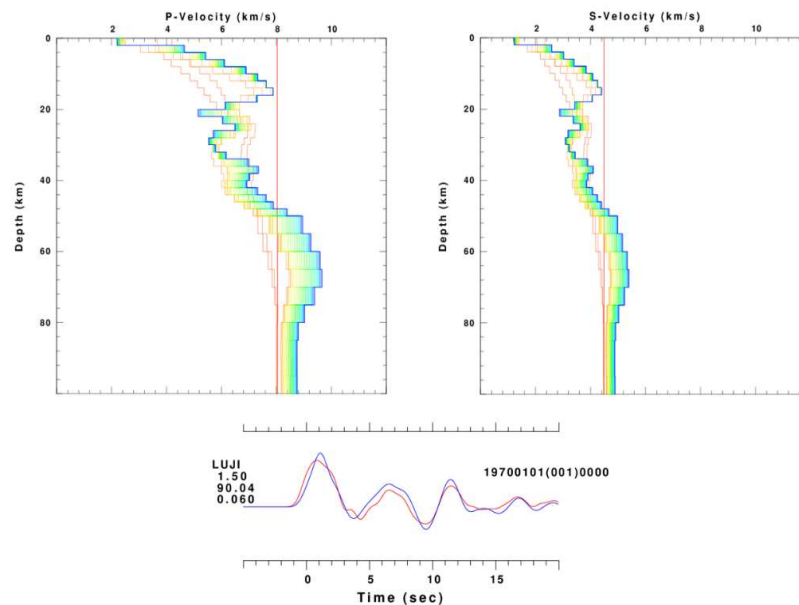 P-Velocity (km/s)
2 4 6 8 10
0
20
40
60
80
Depth (km)
S-Velocity (km/s)
2 4 6 8 10
0
20
40
60
80
Depth (km)
LUJI
1.50
90.04
0.060
19700101(001)0000
0 5 10 15
Time (sec)